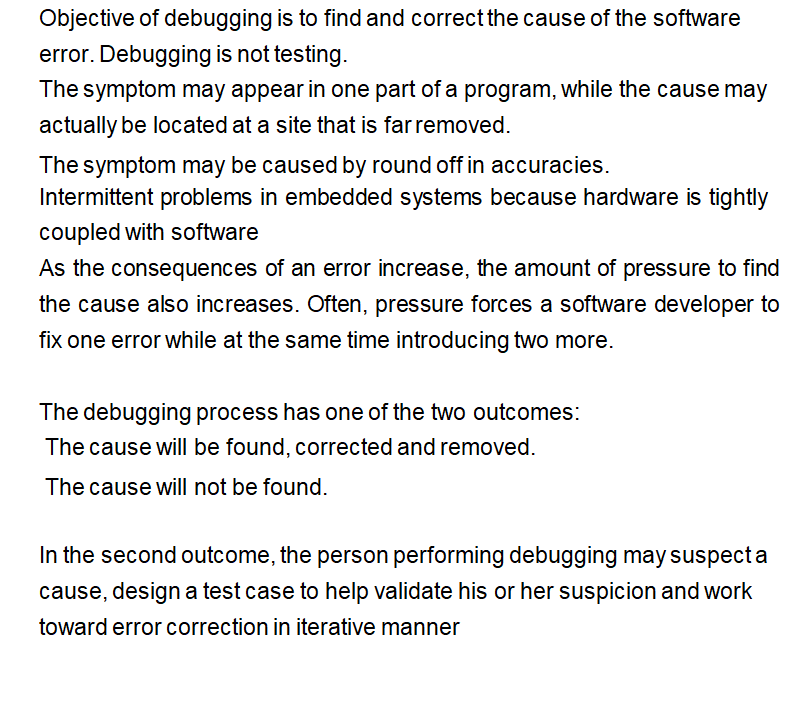 Objective of debugging is to find and correct the cause of the software
error. Debugging is not testing.
The symptom may appear in one part of a program, while the cause may
actually be located at a site that is far removed.
The symptom may be caused by round off in accuracies.
Intermittent problems in embedded systems because hardware is tightly
coupled with software
As the consequences of an error increase, the amount of pressure to find
the cause also increases. Often, pressure forces a software developer to
fix one error while at the same time introducing two more.
The debugging process has one of the two outcomes:
The cause will be found, corrected and removed.
The cause will not be found.
In the second outcome, the person performing debugging may suspect a
cause, design a test case to help validate his or her suspicion and work
toward error correction in iterative manner